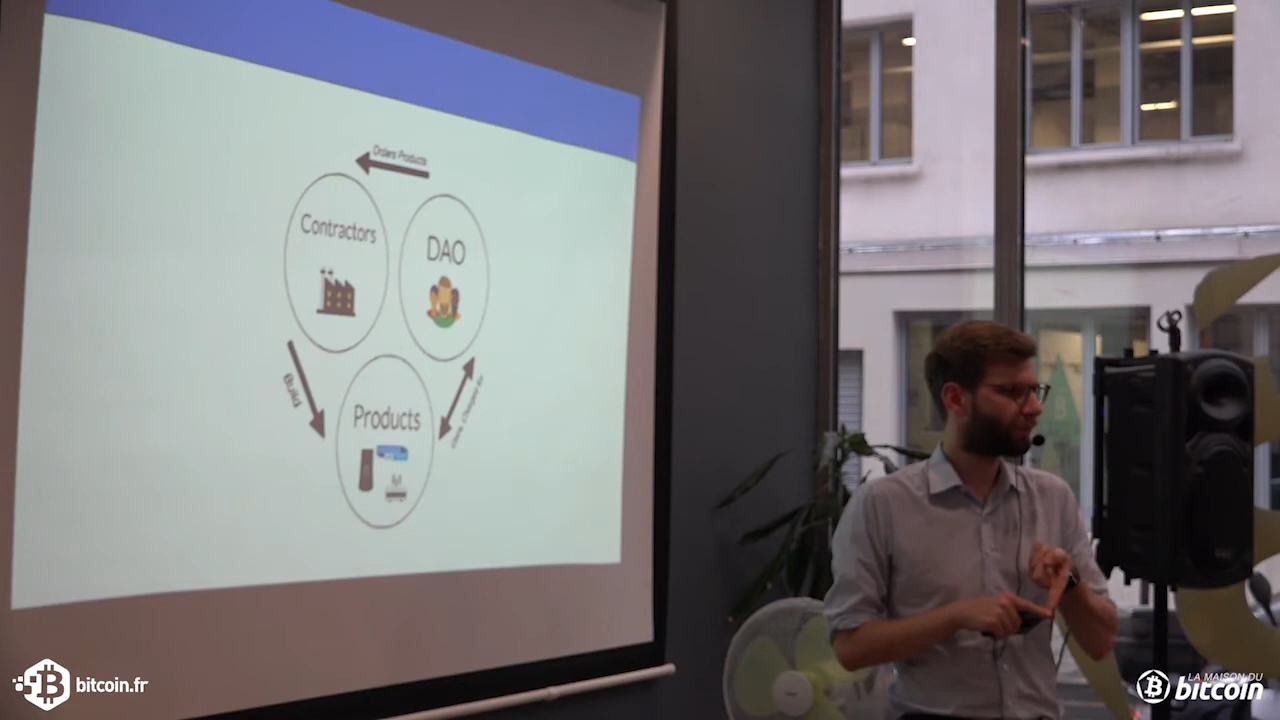 Orders Products
Contractors
DAO
Build
Products
bitcoin.fr
LA MAISON DU
bitcoin